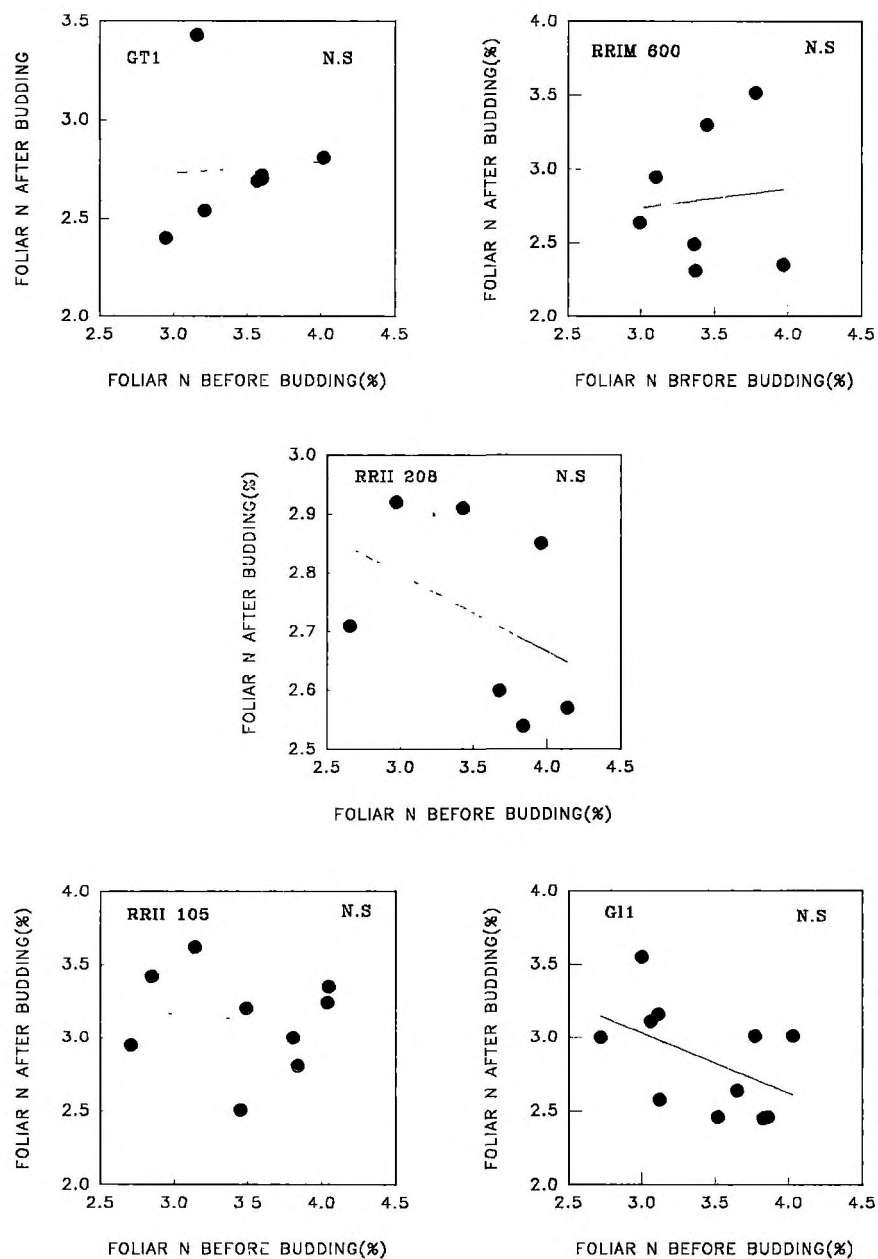 GT1 N.S
FOLIAR N AFTER BUDDING
3.5
3.0
2.5
2.0
2.5 3.0 3.5 4.0 4.5
FOLIAR N BEFORE BUDDING(%)
RRIM 600 N.S
FOLIAR N AFTER BUDDING(%)
4.0
3.5
3.0
2.5
2.0
2.5 3.0 3.5 4.0 4.5
FOLIAR N BRFORE BUDDING(%)
RRII 208 N.S
FOLIAR N AFTER BUDDING(%)
3.0
2.9
2.8
2.7
2.6
2.5
2.5 3.0 3.5 4.0 4.5
FOLIAR N BEFORE BUDDING(%)
RRII 105 N.S
FOLIAR N AFTER BUDDING(%)
4.0
3.5
3.0
2.5
2.0
2.5 3.0 3.5 4.0 4.5
FOLIAR N BEFORE BUDDING(%)
Gl1 N.S
FOLIAR N AFTER BUDDING(%)
4.0
3.5
3.0
2.5
2.0
2.5 3.0 3.5 4.0 4.5
FOLIAR N BEFORE BUDDING(%)